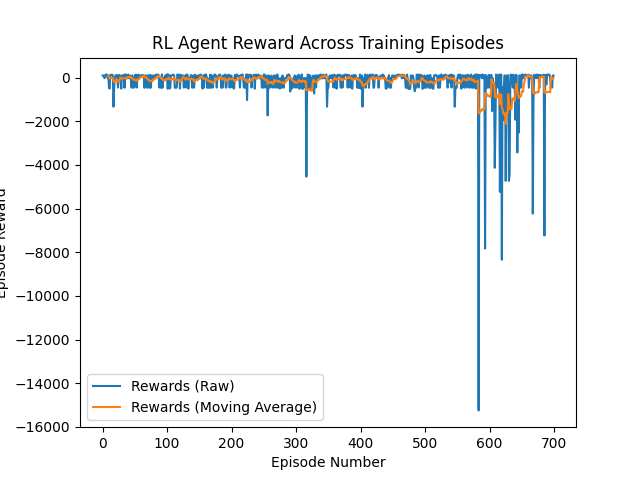 RL Agent Reward Across Training Episodes
0
−2000
−4000
−6000
−8000
−10000
−12000
−14000
−16000
Episode Reward
Rewards (Raw)
Rewards (Moving Average)
0 100 200 300 400 500 600 700
Episode Number